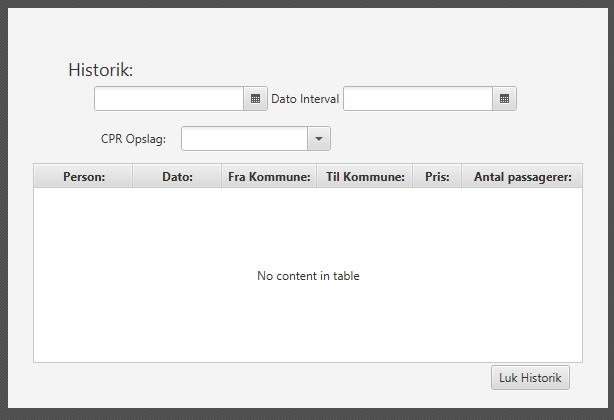 Historik:
Dato Interval
CPR Opslag:
Person: Dato: Fra Kommune: Til Kommune: Pris: Antal passagerer:
No content in table
Luk Historik